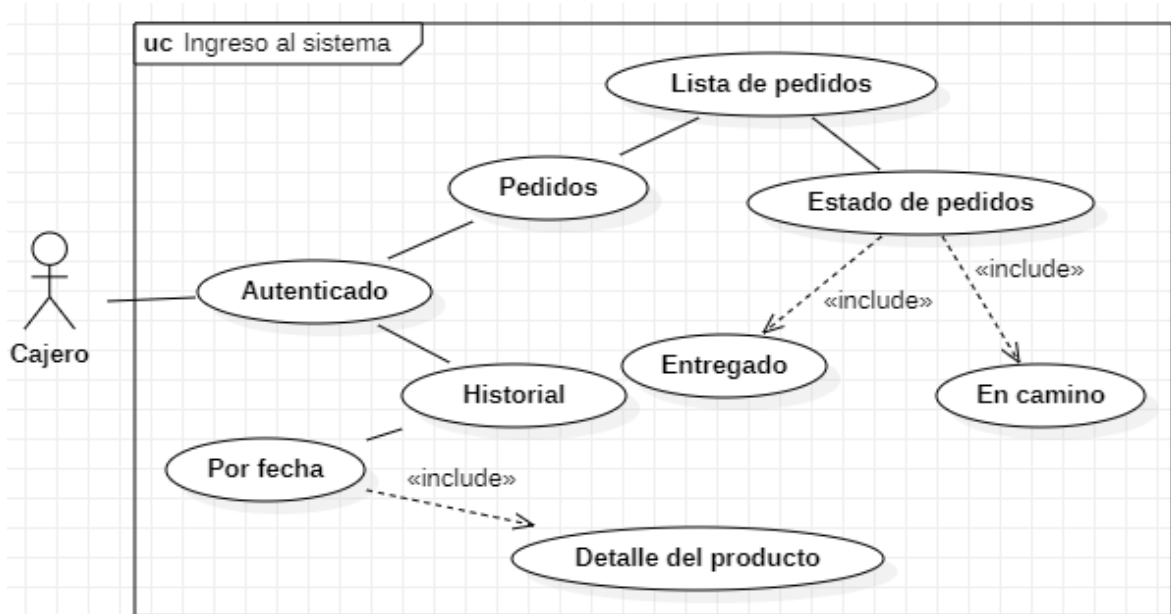 uc Ingreso al sistema
Lista de pedidos
Pedidos
Estado de pedidos
«include»
«include»
Autenticado
Cajero
Entregado
En camino
Historial
Por fecha
«include»
Detalle del producto